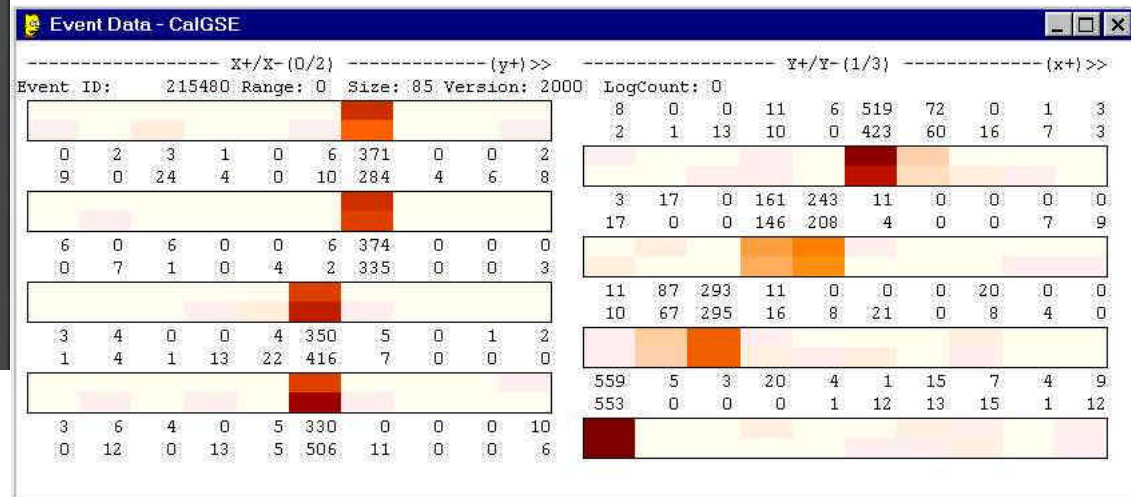 Event Data - CalGSE
------------------- X+/X-(0/2) --------------(y+)>>
Event ID: 215480 Range: 0 Size: 85 Version: 2000 LogCount: 0
0 2 3 1 0 6 371 0 0 2
9 0 24 4 0 10 284 4 6 8
6 0 6 0 0 6 374 0 0 0
0 7 1 0 4 2 335 0 0 3
3 4 0 0 4 350 5 0 1 2
1 4 1 13 22 416 7 0 0 0
3 6 4 0 5 330 0 0 0 10
0 12 0 13 5 506 11 0 0 6
------------------- Y+/Y-(1/3) --------------(x+)>>
8 0 0 11 6 519 72 0 1 3
2 1 13 10 0 423 60 16 7 3
3 17 0 161 243 11 0 0 0 0
17 0 0 146 208 4 0 0 7 9
11 87 293 11 0 0 0 20 0 0
10 67 295 16 8 21 0 8 4 0
559 5 3 20 4 1 15 7 4 9
553 0 0 0 1 12 13 15 1 12